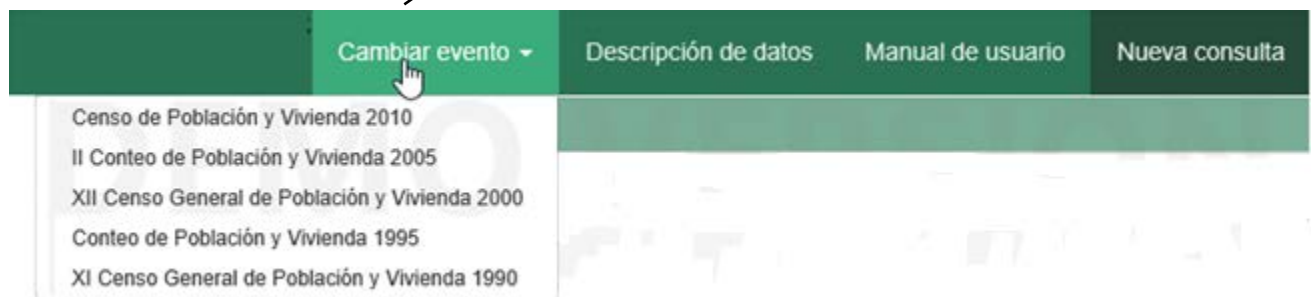 Cambiar evento Descripción de datos Manual de usuario Nueva consulta
Censo de Población y Vivienda 2010
II Conteo de Población y Vivienda 2005
XII Censo General de Población y Vivienda 2000
Conteo de Población y Vivienda 1995
XI Censo General de Población y Vivienda 1990
DEMO VERSION